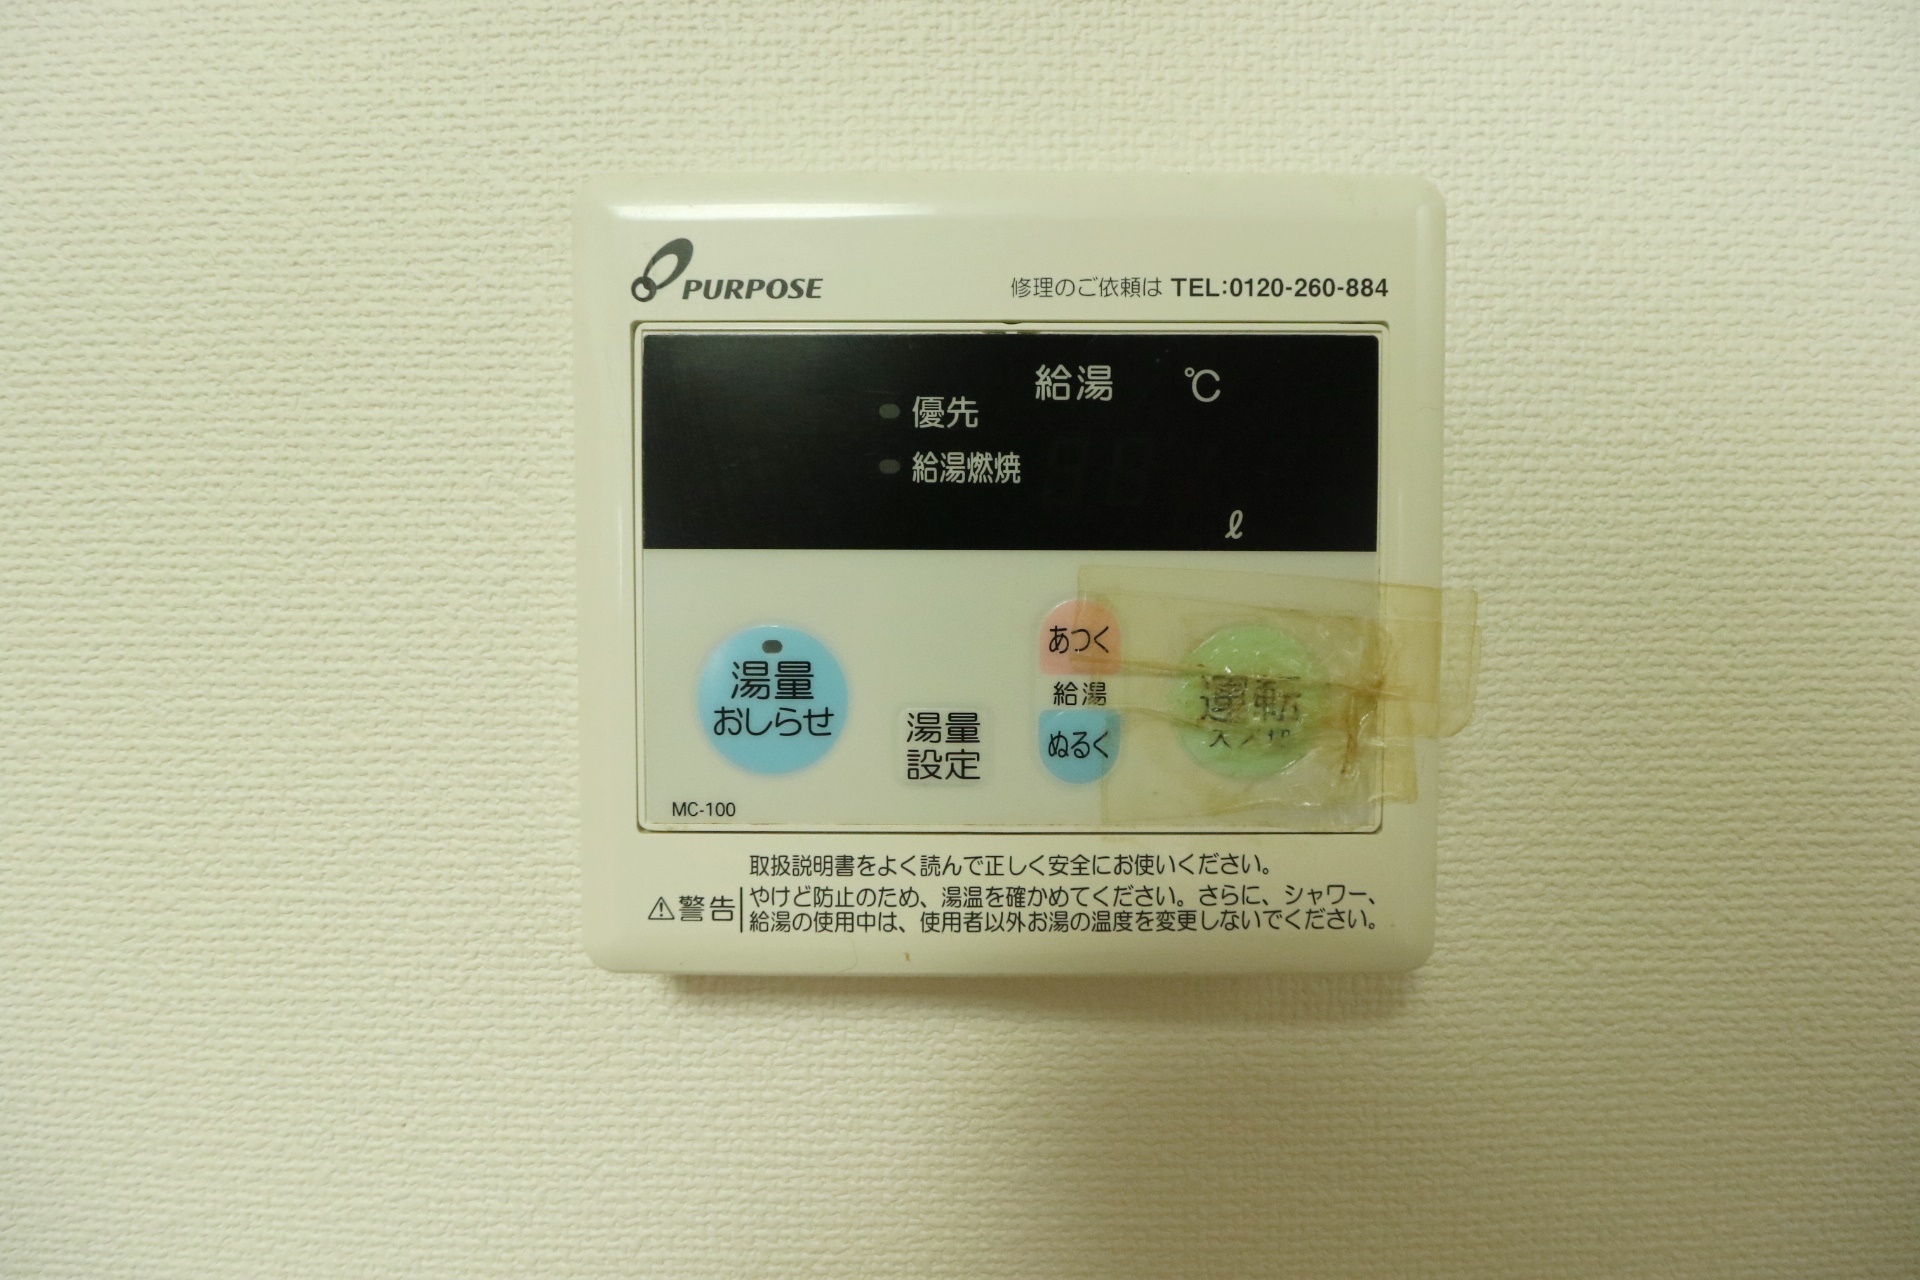 PURPOSE
修理のご依頼は TEL:0120-260-884
給湯 ℃
優先
給湯燃焼
ℓ
湯量
おしらせ
湯量
設定
あつく
給湯
ぬるく
運転
入/切
MC-100
取扱説明書をよく読んで正しく安全にお使いください。
⚠警告
やけど防止のため、湯温を確かめてください。さらに、シャワー、
給湯の使用中は、使用者以外お湯の温度を変更しないでください。